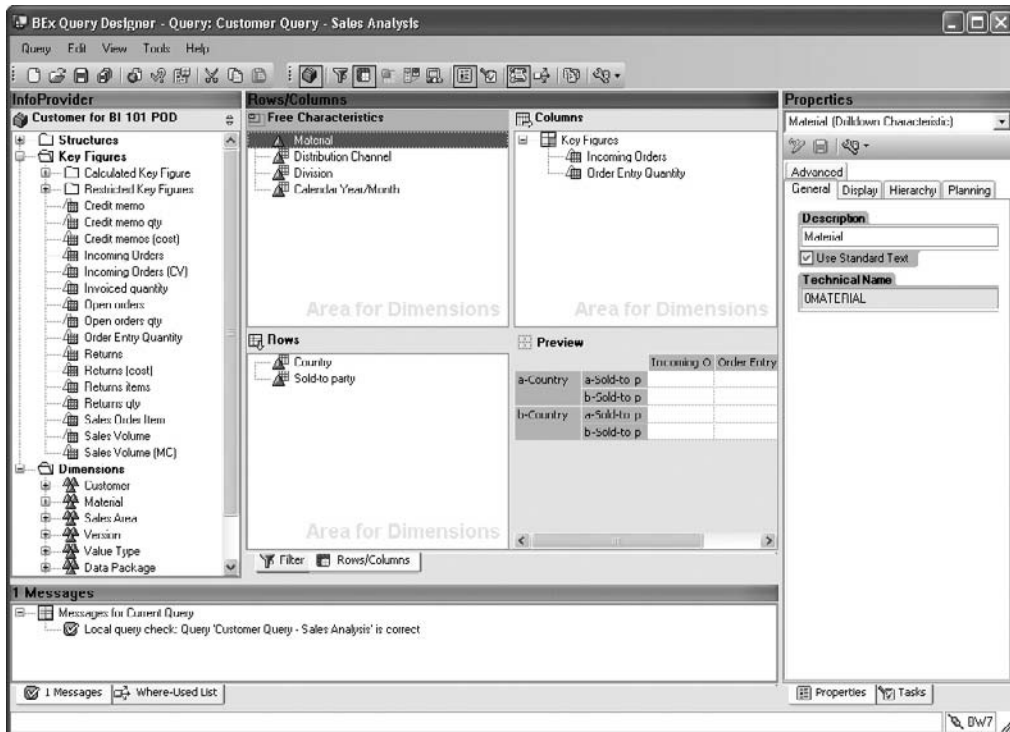 BEx Query Designer - Query: Customer Query - Sales Analysis
Query Edit View Tools Help
InfoProvider
Customer for BI 101 POD
Structures
Key Figures
Calculated Key Figure
Restricted Key Figures
Credit memo
Credit memo qty
Credit memos (cost)
Incoming Orders
Incoming Orders (CV)
Invoiced quantity
Open orders
Open orders qty
Order Entry Quantity
Returns
Returns (cost)
Returns items
Returns qty
Sales Order Item
Sales Volume
Sales Volume (MC)
Dimensions
Customer
Material
Sales Area
Version
Value Type
Data Package
Rows/Columns
Free Characteristics
Material
Distribution Channel
Division
Calendar Year/Month
Area for Dimensions
Columns
Key Figures
Incoming Orders
Order Entry Quantity
Area for Dimensions
Rows
Country
Sold-to party
Area for Dimensions
Preview
Incoming O Order Entry
a-Country a-Sold-to p
b-Sold-to p
b-Country a-Sold-to p
b-Sold-to p
Filter Rows/Columns
Properties
Material (Drilldown Characteristic)
Advanced
General Display Hierarchy Planning
Description
Material
Use Standard Text
Technical Name
0MATERIAL
1 Messages
Messages for Current Query
Local query check: Query 'Customer Query - Sales Analysis' is correct
1 Messages Where-Used List
Properties Tasks
BW7